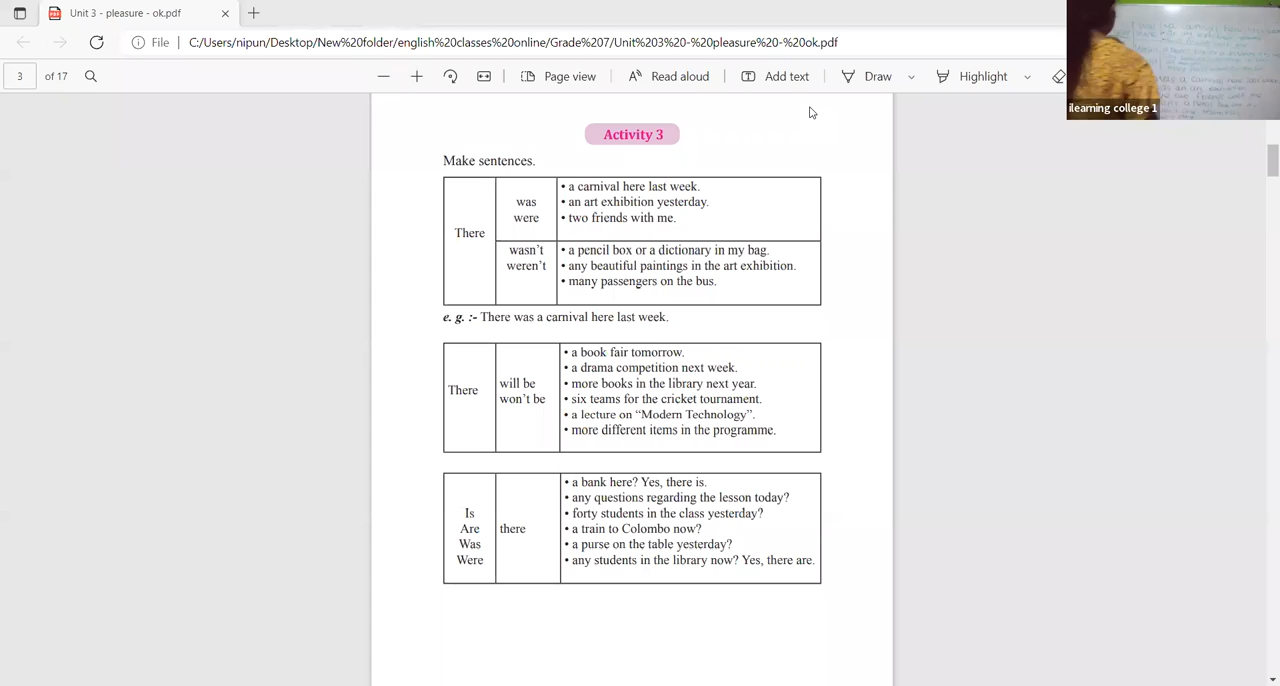 Unit 3 - pleasure - ok.pdf
File C:/Users/nipun/Desktop/New%20folder/english%20classes%20online/Grade%207/Unit%203%20-%20pleasure%20-%20ok.pdf
3 of 17 Page view Read aloud Add text Draw Highlight
ilearning college 1
Activity 3
Make sentences.
There
was
were
• a carnival here last week.
• an art exhibition yesterday.
• two friends with me.
wasn't
weren't
• a pencil box or a dictionary in my bag.
• any beautiful paintings in the art exhibition.
• many passengers on the bus.
e. g. :- There was a carnival here last week.
There
will be
won't be
• a book fair tomorrow.
• a drama competition next week.
• more books in the library next year.
• six teams for the cricket tournament.
• a lecture on “Modern Technology”.
• more different items in the programme.
Is
Are
Was
Were
there
• a bank here? Yes, there is.
• any questions regarding the lesson today?
• forty students in the class yesterday?
• a train to Colombo now?
• a purse on the table yesterday?
• any students in the library now? Yes, there are.